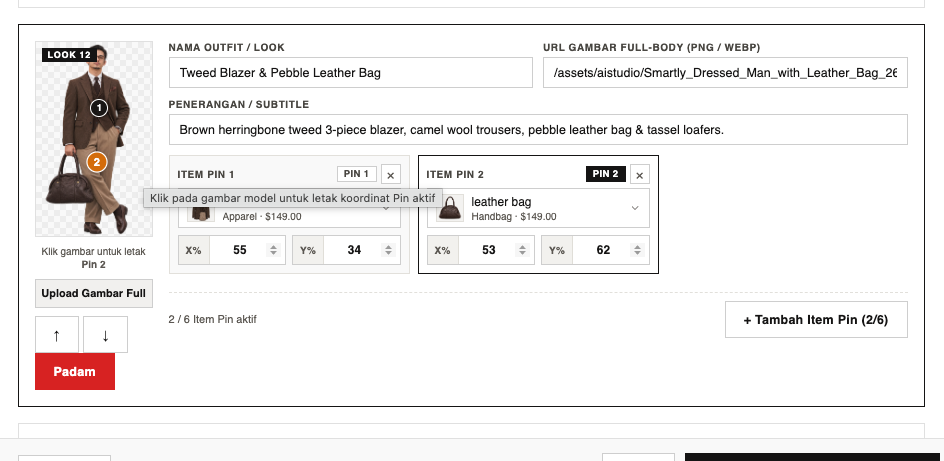 LOOK 12
1
2
Klik gambar untuk letak
Pin 2
Upload Gambar Full
↑ ↓
Padam
NAMA OUTFIT / LOOK
Tweed Blazer & Pebble Leather Bag
URL GAMBAR FULL-BODY (PNG / WEBP)
/assets/aistudio/Smartly_Dressed_Man_with_Leather_Bag_26
PENERANGAN / SUBTITLE
Brown herringbone tweed 3-piece blazer, camel wool trousers, pebble leather bag & tassel loafers.
ITEM PIN 1
PIN 1
×
Klik pada gambar model untuk letak koordinat Pin aktif
Apparel · $149.00
X% 55
Y% 34
ITEM PIN 2
PIN 2
×
leather bag
Handbag · $149.00
X% 53
Y% 62
2 / 6 Item Pin aktif
+ Tambah Item Pin (2/6)